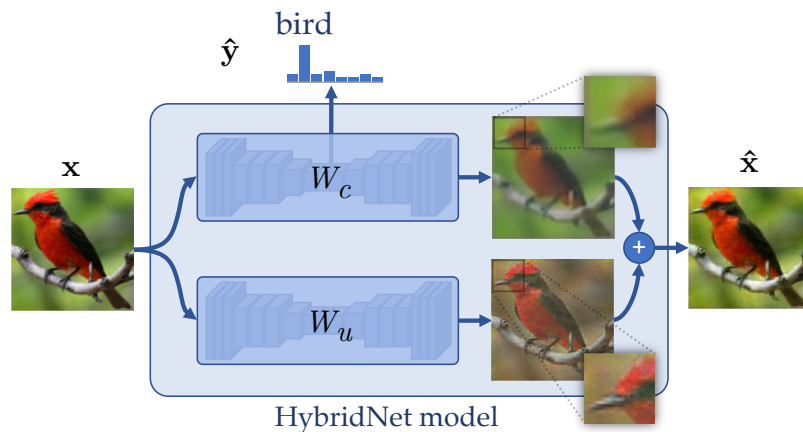 bird
ŷ
x
W_c
x̂
+
W_u
HybridNet model